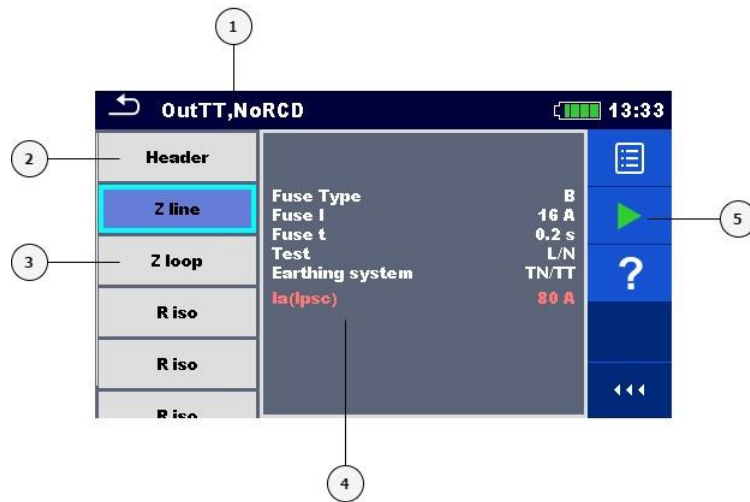 1
OutTT,NoRCD 13:33
2
Header
Z line
3
Z loop
R iso
R iso
R iso
Fuse Type B
Fuse I 16 A
Fuse t 0.2 s
Test L/N
Earthing system TN/TT
Ia(Ipsc) 80 A
4
?
5